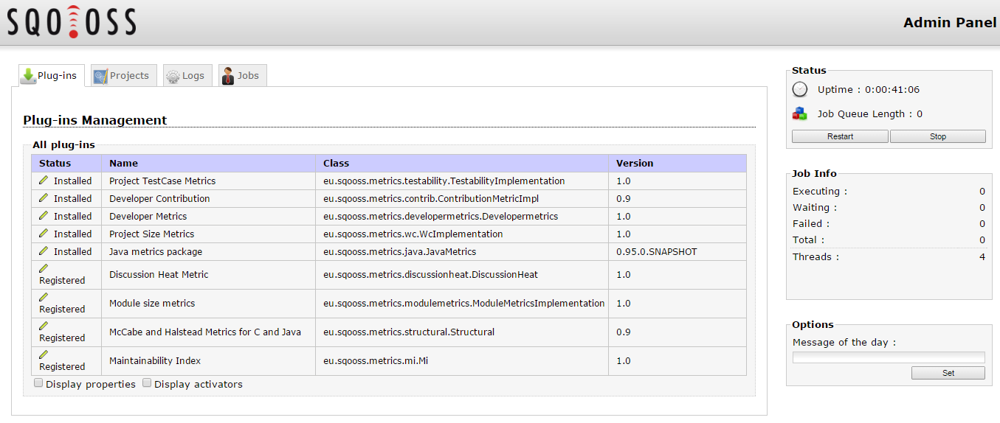 SQO OSS
Admin Panel
Plug-ins Projects Logs Jobs
Plug-ins Management
All plug-ins
Status Name Class Version
Installed Project TestCase Metrics eu.sqooss.metrics.testability.TestabilityImplementation 1.0
Installed Developer Contribution eu.sqooss.metrics.contrib.ContributionMetricImpl 0.9
Installed Developer Metrics eu.sqooss.metrics.developermetrics.Developermetrics 1.0
Installed Project Size Metrics eu.sqooss.metrics.wc.WcImplementation 1.0
Installed Java metrics package eu.sqooss.metrics.java.JavaMetrics 0.95.0.SNAPSHOT
Registered Discussion Heat Metric eu.sqooss.metrics.discussionheat.DiscussionHeat 1.0
Registered Module size metrics eu.sqooss.metrics.modulemetrics.ModuleMetricsImplementation 1.0
Registered McCabe and Halstead Metrics for C and Java eu.sqooss.metrics.structural.Structural 0.9
Registered Maintainability Index eu.sqooss.metrics.mi.Mi 1.0
Display properties Display activators
Status
Uptime : 0:00:41:06
Job Queue Length : 0
Restart Stop
Job Info
Executing : 0
Waiting : 0
Failed : 0
Total : 0
Threads : 4
Options
Message of the day :
Set